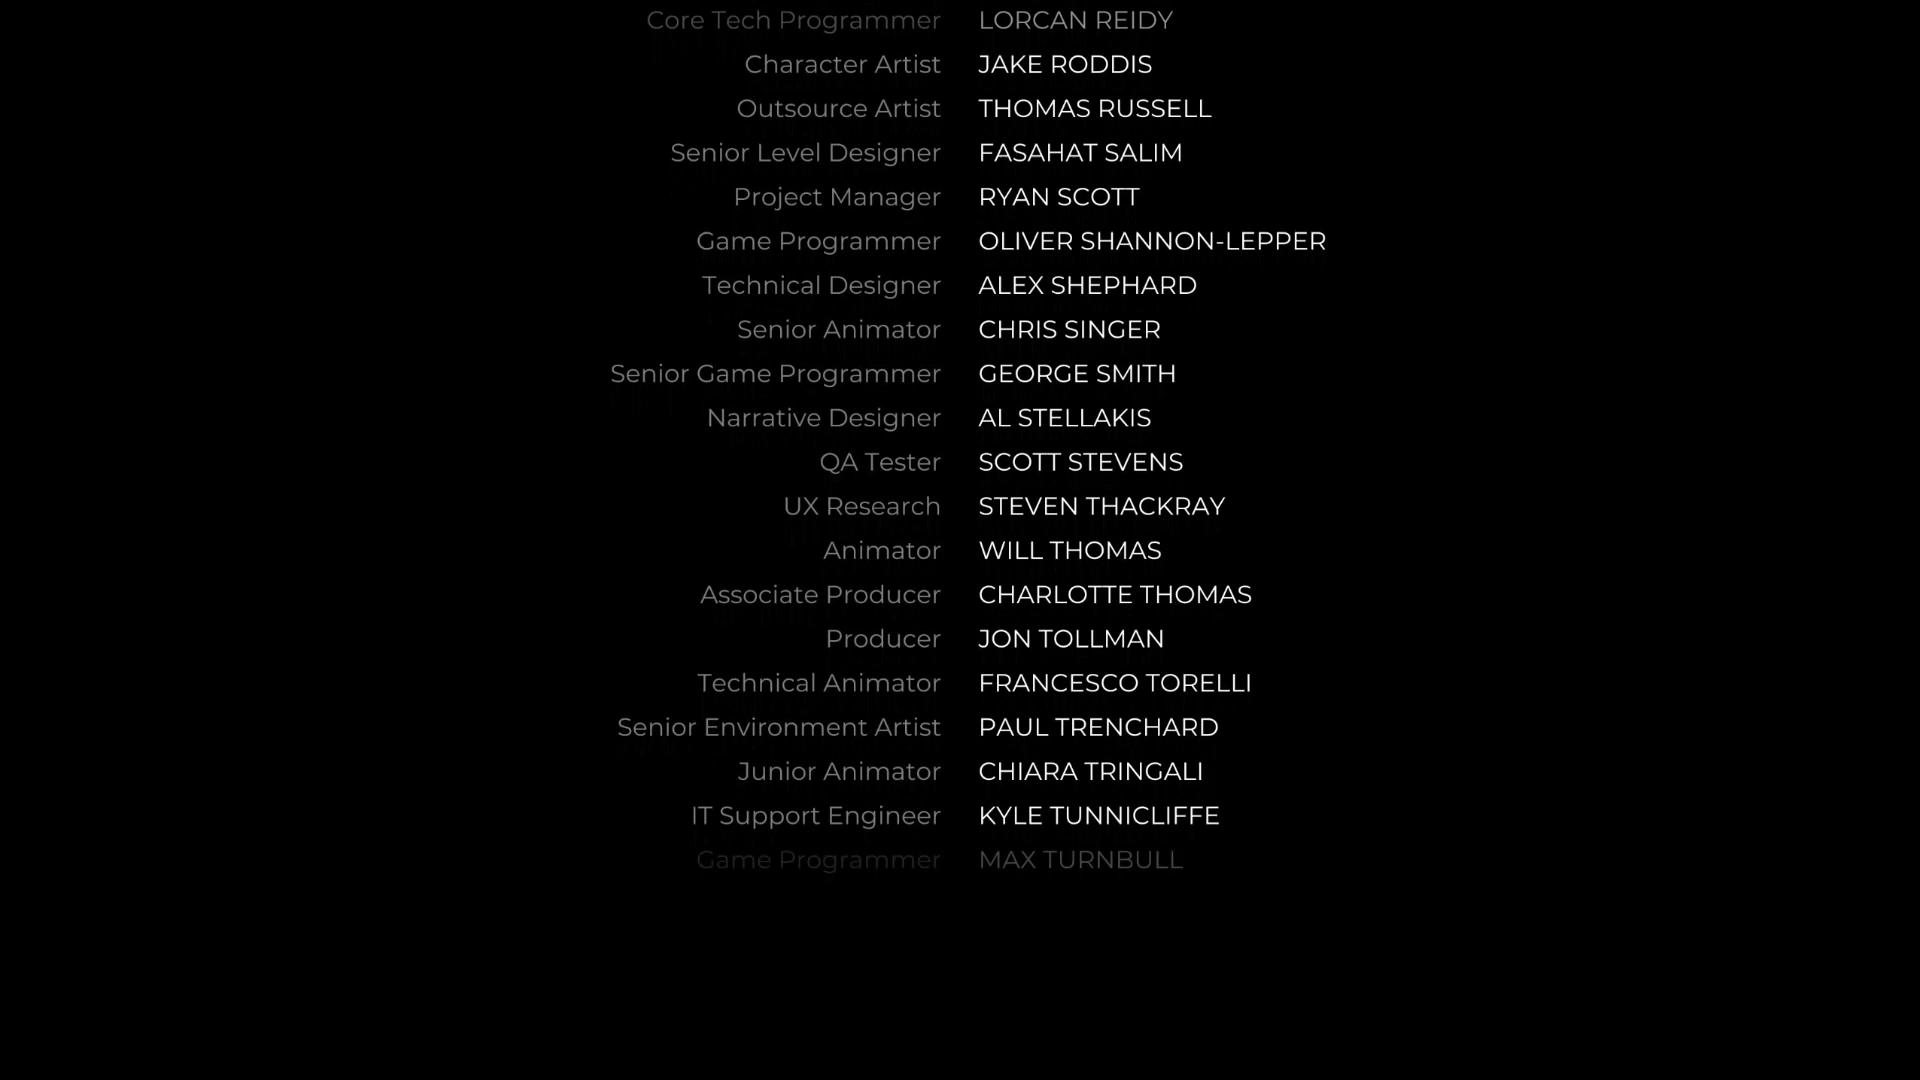 Core Tech Programmer LORCAN REIDY
Character Artist JAKE RODDIS
Outsource Artist THOMAS RUSSELL
Senior Level Designer FASAHAT SALIM
Project Manager RYAN SCOTT
Game Programmer OLIVER SHANNON-LEPPER
Technical Designer ALEX SHEPHARD
Senior Animator CHRIS SINGER
Senior Game Programmer GEORGE SMITH
Narrative Designer AL STELLAKIS
QA Tester SCOTT STEVENS
UX Research STEVEN THACKRAY
Animator WILL THOMAS
Associate Producer CHARLOTTE THOMAS
Producer JON TOLLMAN
Technical Animator FRANCESCO TORELLI
Senior Environment Artist PAUL TRENCHARD
Junior Animator CHIARA TRINGALI
IT Support Engineer KYLE TUNNICLIFFE
Game Programmer MAX TURNBULL